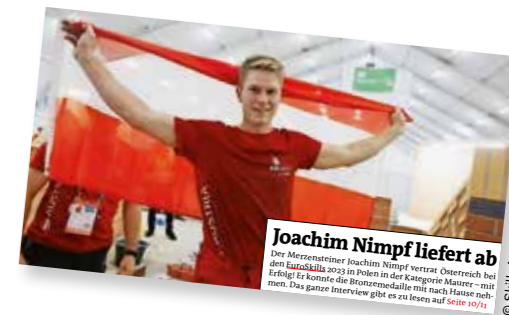 AUSTRIA
Joachim Nimpf liefert ab
Der Merzensteiner Joachim Nimpf vertrat Österreich bei
den EuroSkills 2023 in Polen in der Kategorie Maurer – mit
Erfolg! Er konnte die Bronzemedaille mit nach Hause neh-
men. Das ganze Interview gibt es zu lesen auf Seite 10/11